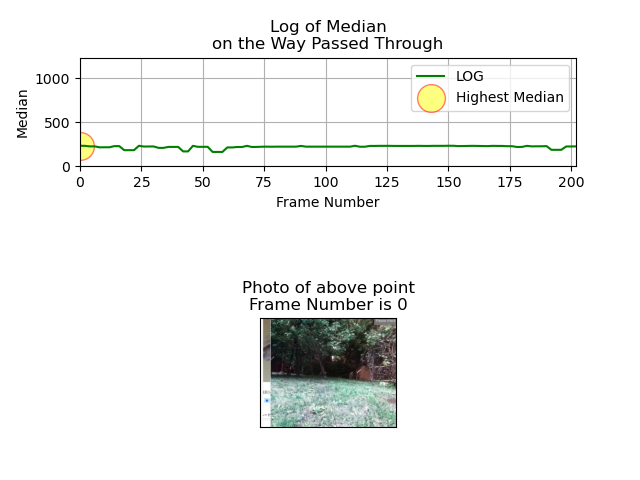 Log of Median
on the Way Passed Through
1000
500
0
Median
LOG
Highest Median
0 25 50 75 100 125 150 175 200
Frame Number
Photo of above point
Frame Number is 0